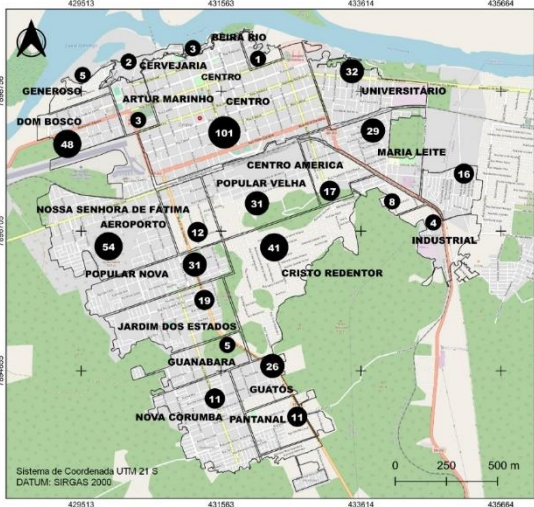 429513 431563 433614 435664
BEIRA RIO
3
2
CERVEJARIA
1
5
CENTRO
32
GENEROSO
UNIVERSITÁRIO
ARTUR MARINHO
CENTRO
DOM BOSCO
3
101
29
48
MARIA LEITE
CENTRO AMERICA
16
POPULAR VELHA
17
31
8
NOSSA SENHORA DE FÁTIMA
4
AEROPORTO
12
INDUSTRIAL
54
41
31
POPULAR NOVA
CRISTO REDENTOR
19
JARDIM DOS ESTADOS
5
GUANABARA
26
GUATÓS
11
NOVA CORUMBA
PANTANAL
11
Sistema de Coordenada UTM 21 S
DATUM: SIRGAS 2000
0 250 500 m
429513 431563 433614 435664